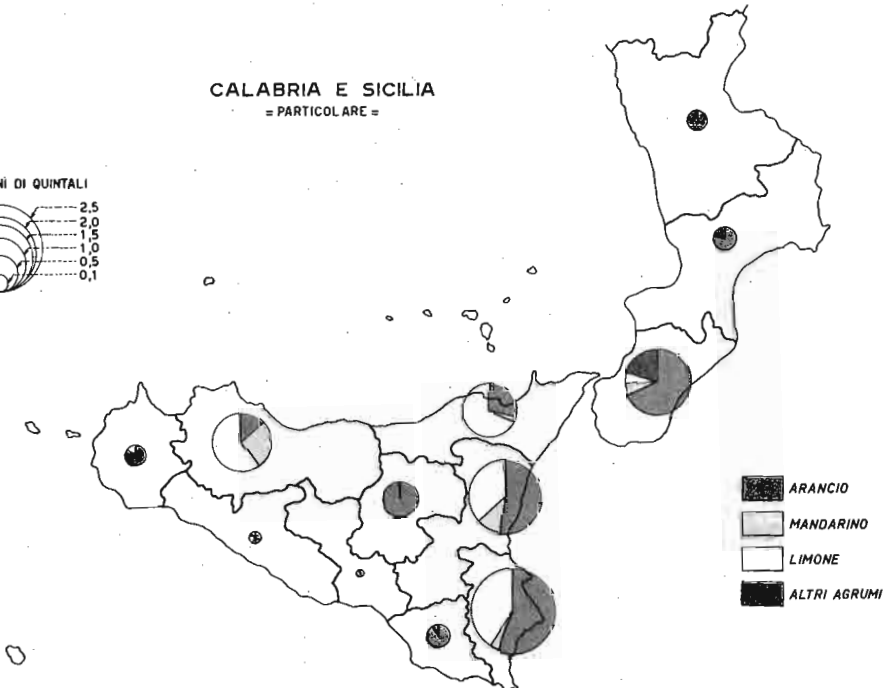 CALABRIA E SICILIA
= PARTICOLARE =
DI QUINTALI
2,5
2,0
1,5
1,0
0,5
0,1
ARANCIO
MANDARINO
LIMONE
ALTRI AGRUMI